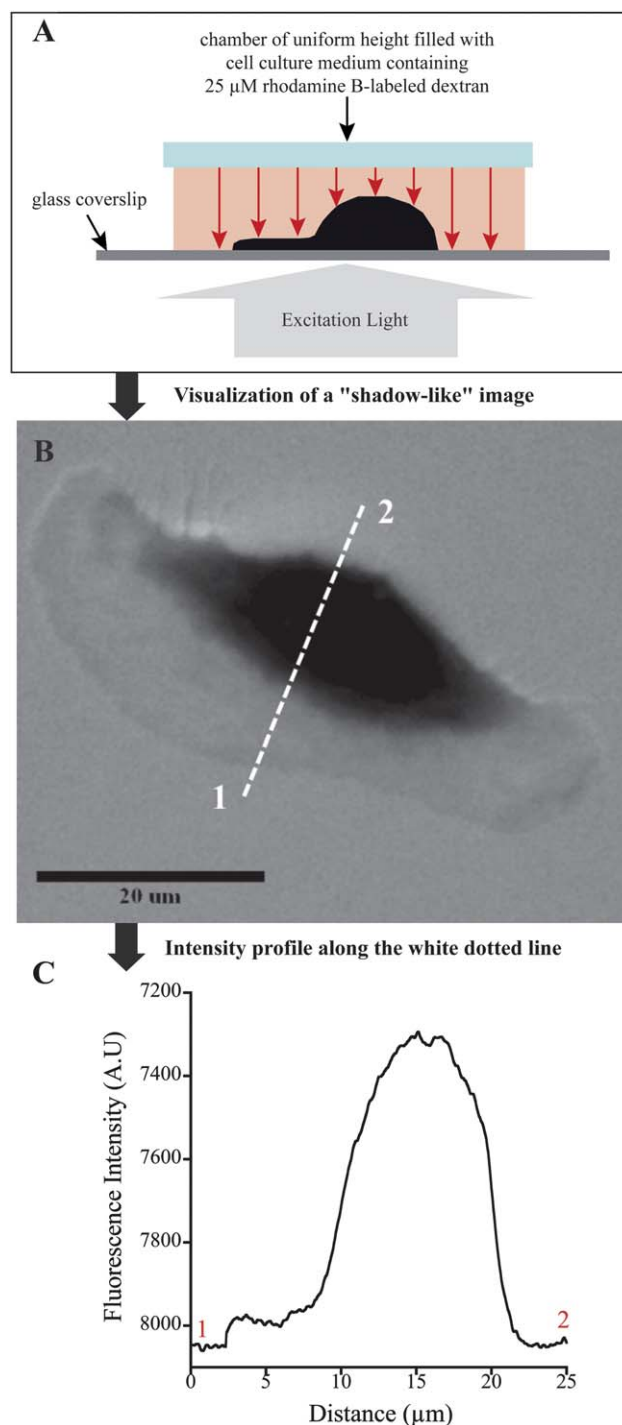 A
chamber of uniform height filled with
cell culture medium containing
25 µM rhodamine B-labeled dextran
glass coverslip
Excitation Light
Visualization of a "shadow-like" image
B
2
1
20 um
Intensity profile along the white dotted line
C
Fluorescence Intensity (A.U)
7200
7400
7600
7800
8000
1
2
0
5
10
15
20
25
Distance (µm)